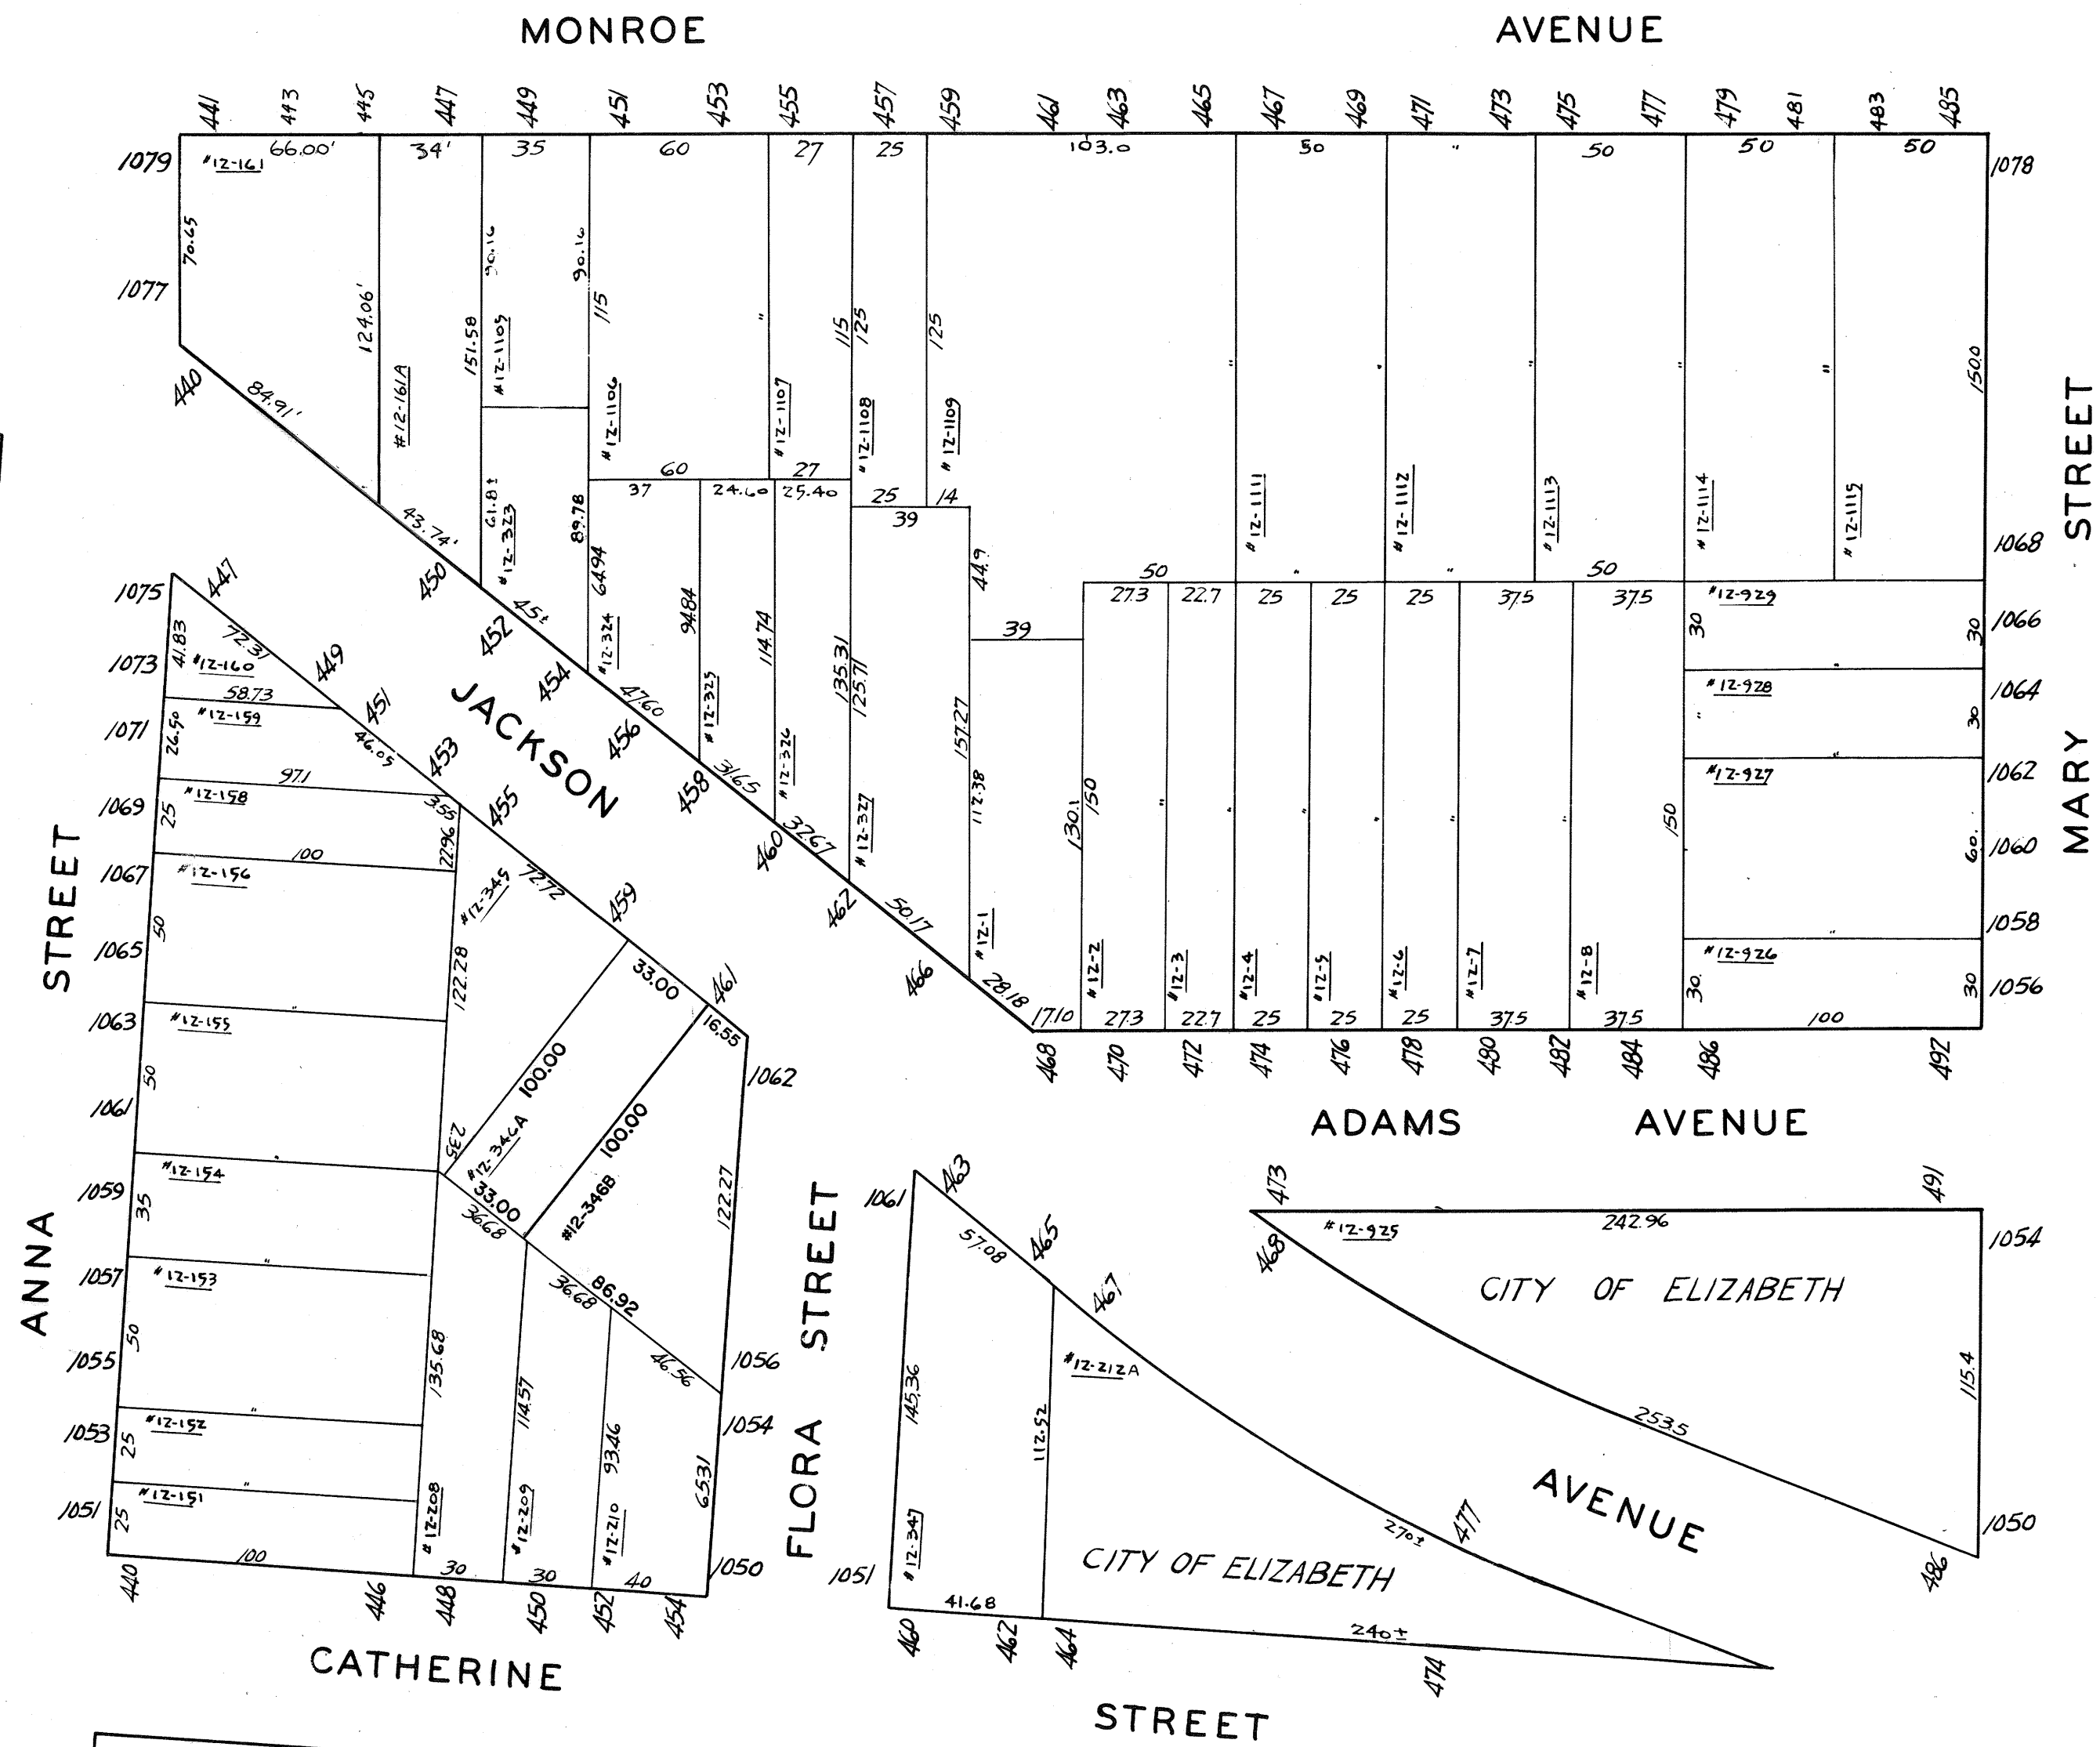 MONROE AVENUE
441 443 445 447 449 451 453 455 457 459 461 463 465 467 469 471 473 475 477 479 481 483 485
1079 #12-161 66.00' 34' 35 60 27 25 103.0 50 " 50 50 50 1078
70.65 90.16 90.16
1077 124.06' 151.58 #12-1105 115 " 115 125 125 " " " " " 150.0
440 84.91' #12-161A #12-1106 #12-1107 #12-1108 #12-1109
60 27
37 24.60 25.40 25 14
39
#12-1111 #12-1112 #12-1113 #12-1114 #12-1115
43.74' 61.8± #12-323 89.78 1068
450 44.9 50 " " 50
27.3 22.7 25 25 25 37.5 37.5 #12-929
45± 64.94 94.84 114.74 39 30 30 1066
452 #12-324 135.31 125.71
454 47.60 #12-325 157.27 #12-928 1064
456 " 30
458 31.65 #12-326 112.38 #12-927 1062
460 32.67 #12-327 130.1 150 " " " " " " 150 60. 1060
462 50.17 1058
466 #12-1 #12-2 #12-3 #12-4 #12-5 #12-6 #12-7 #12-8 #12-926
28.18 30. 30 1056
17.10 27.3 22.7 25 25 25 37.5 37.5 100
468 470 472 474 476 478 480 482 484 486 492
MARY STREET
JACKSON
ADAMS AVENUE
1075 447
41.83 72.31
1073 #12-160 449
58.73
1071 #12-159 451
26.50 46.05 453
97.1
1069 #12-158 3.55 455
25 22.96
100
1067 #12-156 #12-345 72.72
50 459
1065 122.28
"
1063 #12-155 33.00 461
16.55
50 100.00 1062
1061 235 #12-346A 100.00
"
#12-154 33.00 #12-346B 122.27
1059 36.68
35
"
1057 #12-153 36.68 86.92
50 135.68 46.56 1056
1055 114.57
"
#12-152 1054
1053 93.46
25
"
#12-151 65.31
1051 #12-208 #12-209 #12-210
25 100 30 30 40 1050
440 446 448 450 452 454
ANNA STREET
CATHERINE STREET
FLORA STREET
1061 463
57.08 465
467
#12-212A
145.36 112.52
#12-347 270± 477
1051 CITY OF ELIZABETH
41.68 240±
460 462 464 474
473 491
#12-925 242.96 1054
468
CITY OF ELIZABETH
115.4
253.5
AVENUE
1050
486